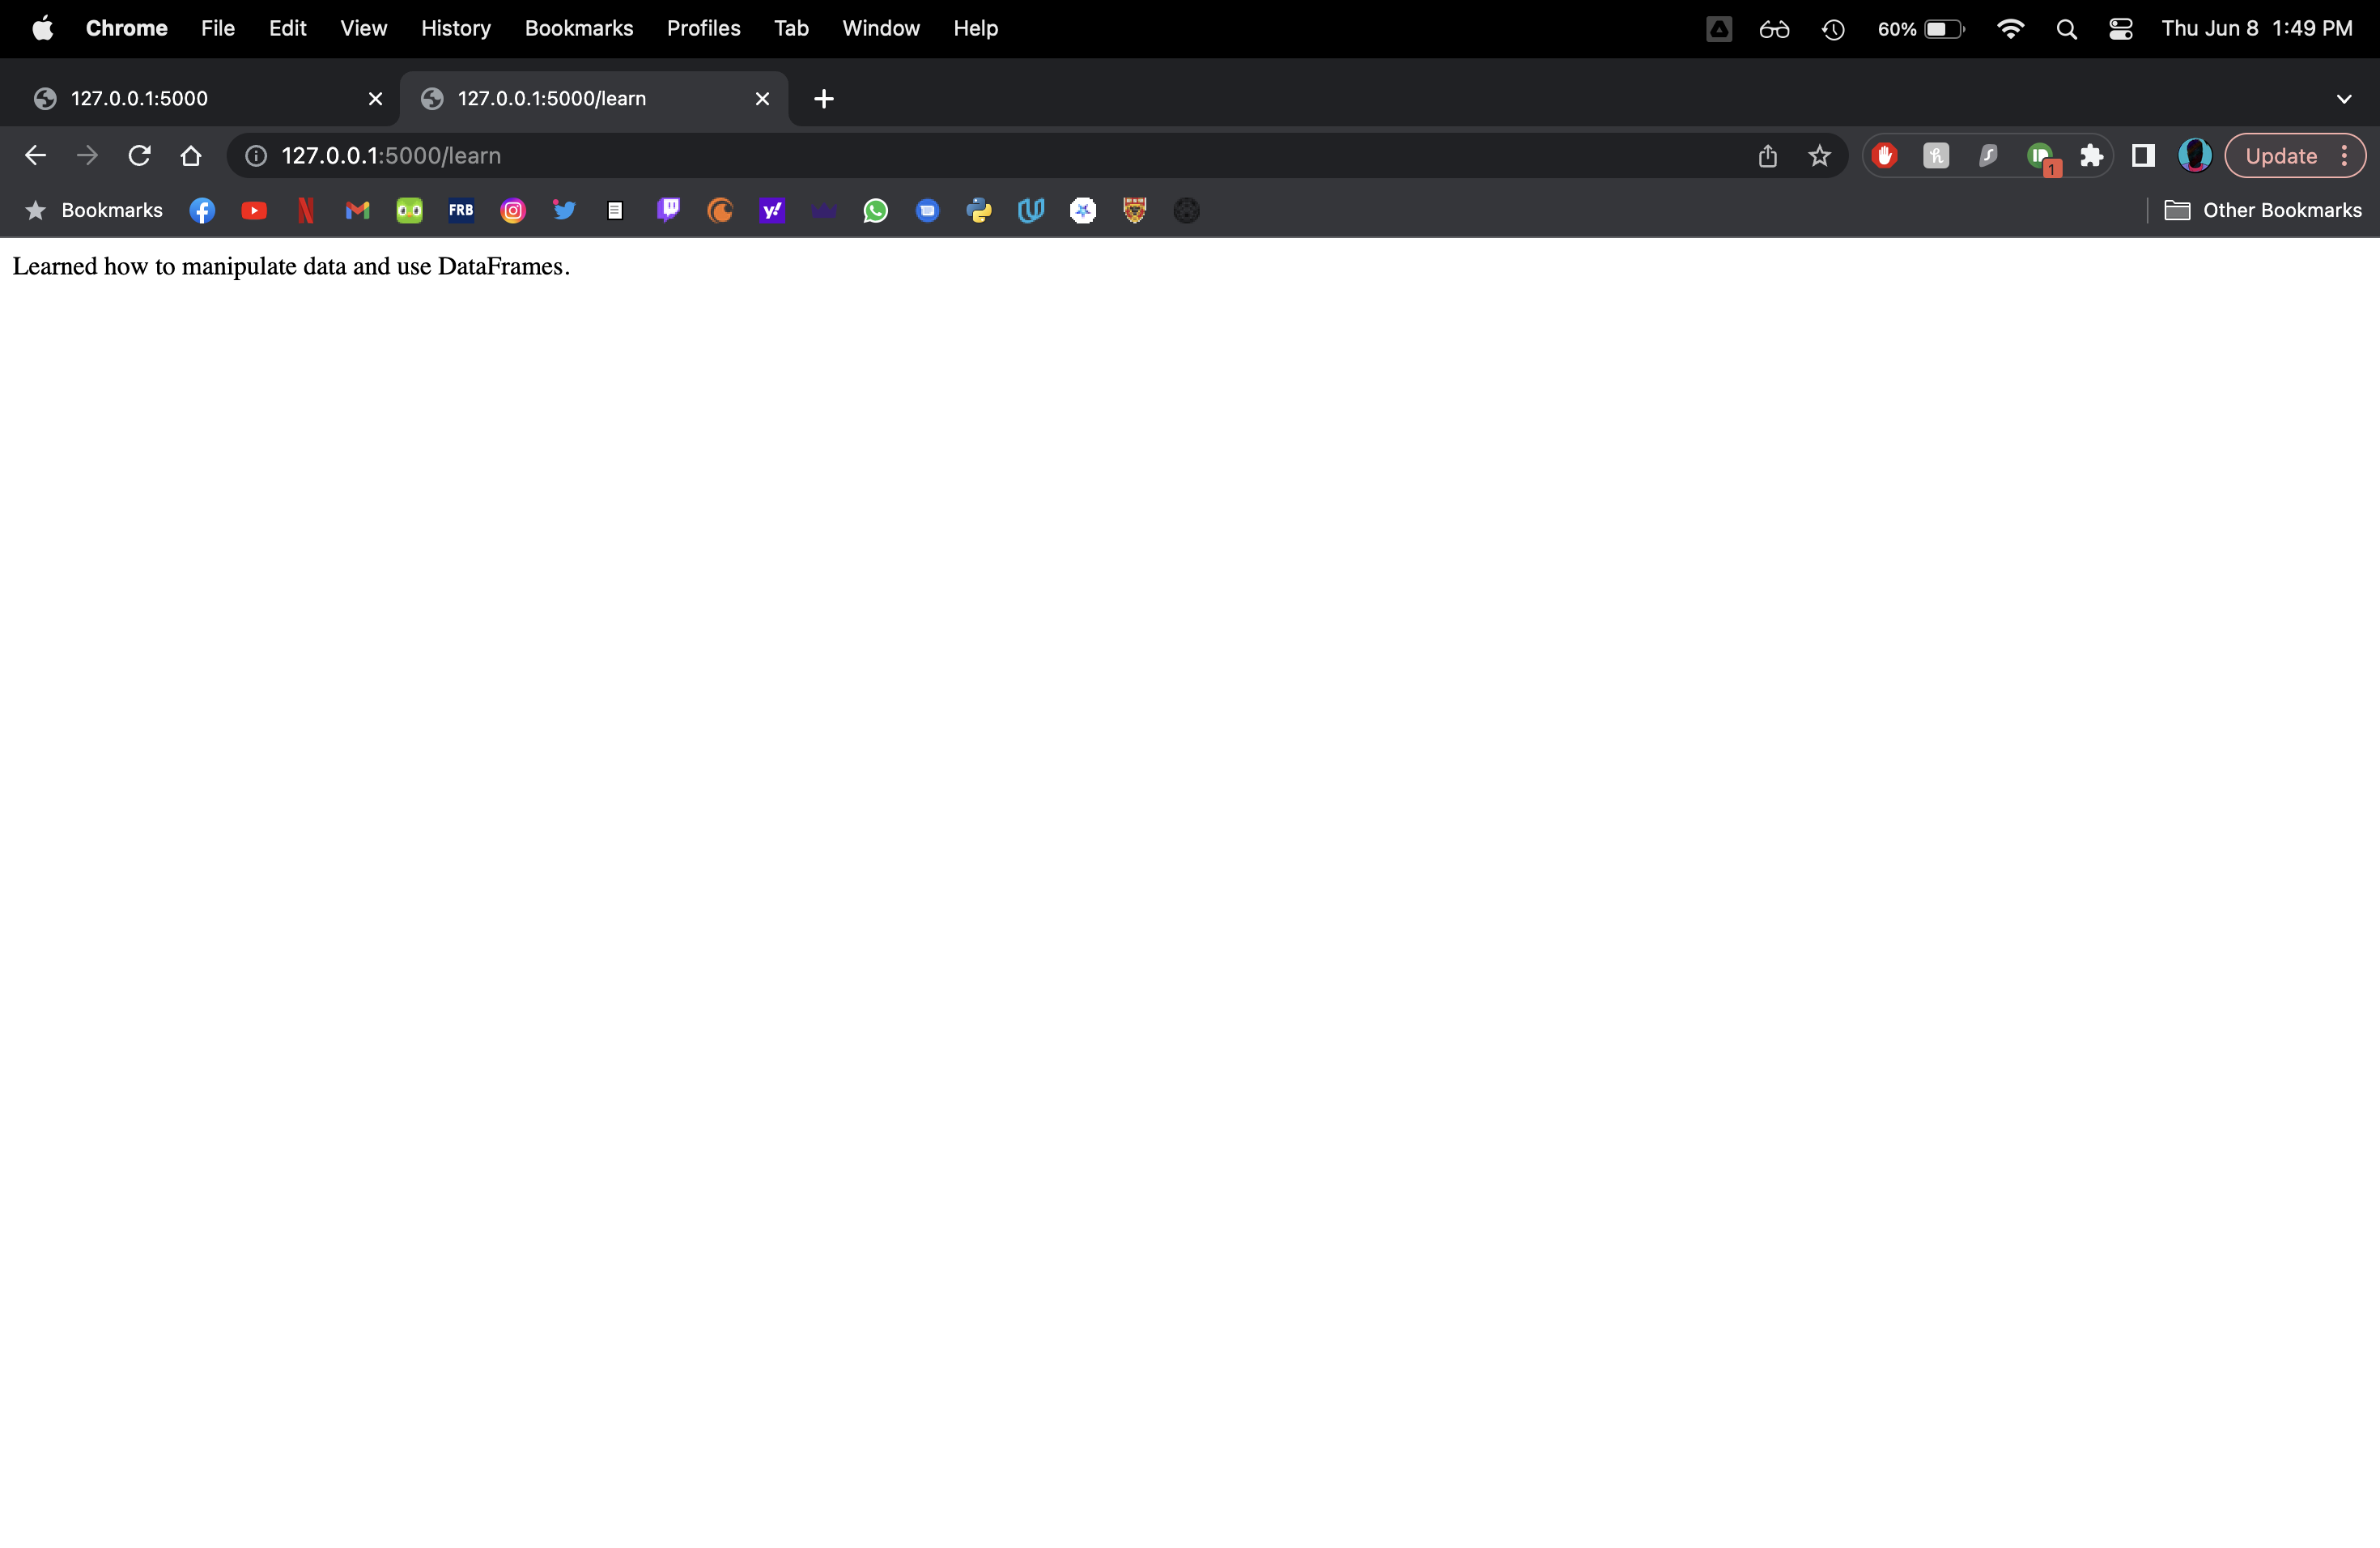 Chrome File Edit View History Bookmarks Profiles Tab Window Help 60% Thu Jun 8 1:49 PM
127.0.0.1:5000 127.0.0.1:5000/learn
127.0.0.1:5000/learn 1 Update
Bookmarks FRB y! Other Bookmarks
Learned how to manipulate data and use DataFrames.